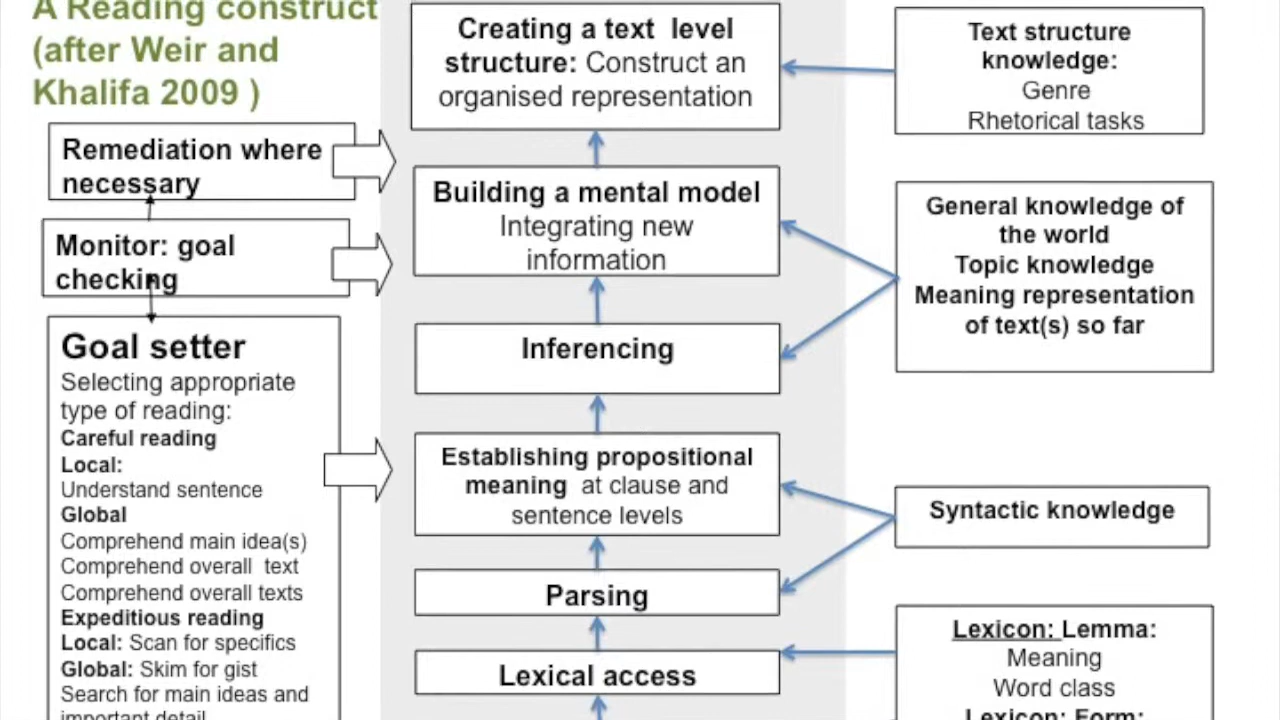 A Reading construct
(after Weir and
Khalifa 2009 )
Remediation where
necessary
Monitor: goal
checking
Goal setter
Selecting appropriate
type of reading:
Careful reading
Local:
Understand sentence
Global
Comprehend main idea(s)
Comprehend overall text
Comprehend overall texts
Expeditious reading
Local: Scan for specifics
Global: Skim for gist
Search for main ideas and
important detail
Creating a text level
structure: Construct an
organised representation
Building a mental model
Integrating new
information
Inferencing
Establishing propositional
meaning at clause and
sentence levels
Parsing
Lexical access
Text structure
knowledge:
Genre
Rhetorical tasks
General knowledge of
the world
Topic knowledge
Meaning representation
of text(s) so far
Syntactic knowledge
Lexicon: Lemma:
Meaning
Word class
Lexicon: Form: